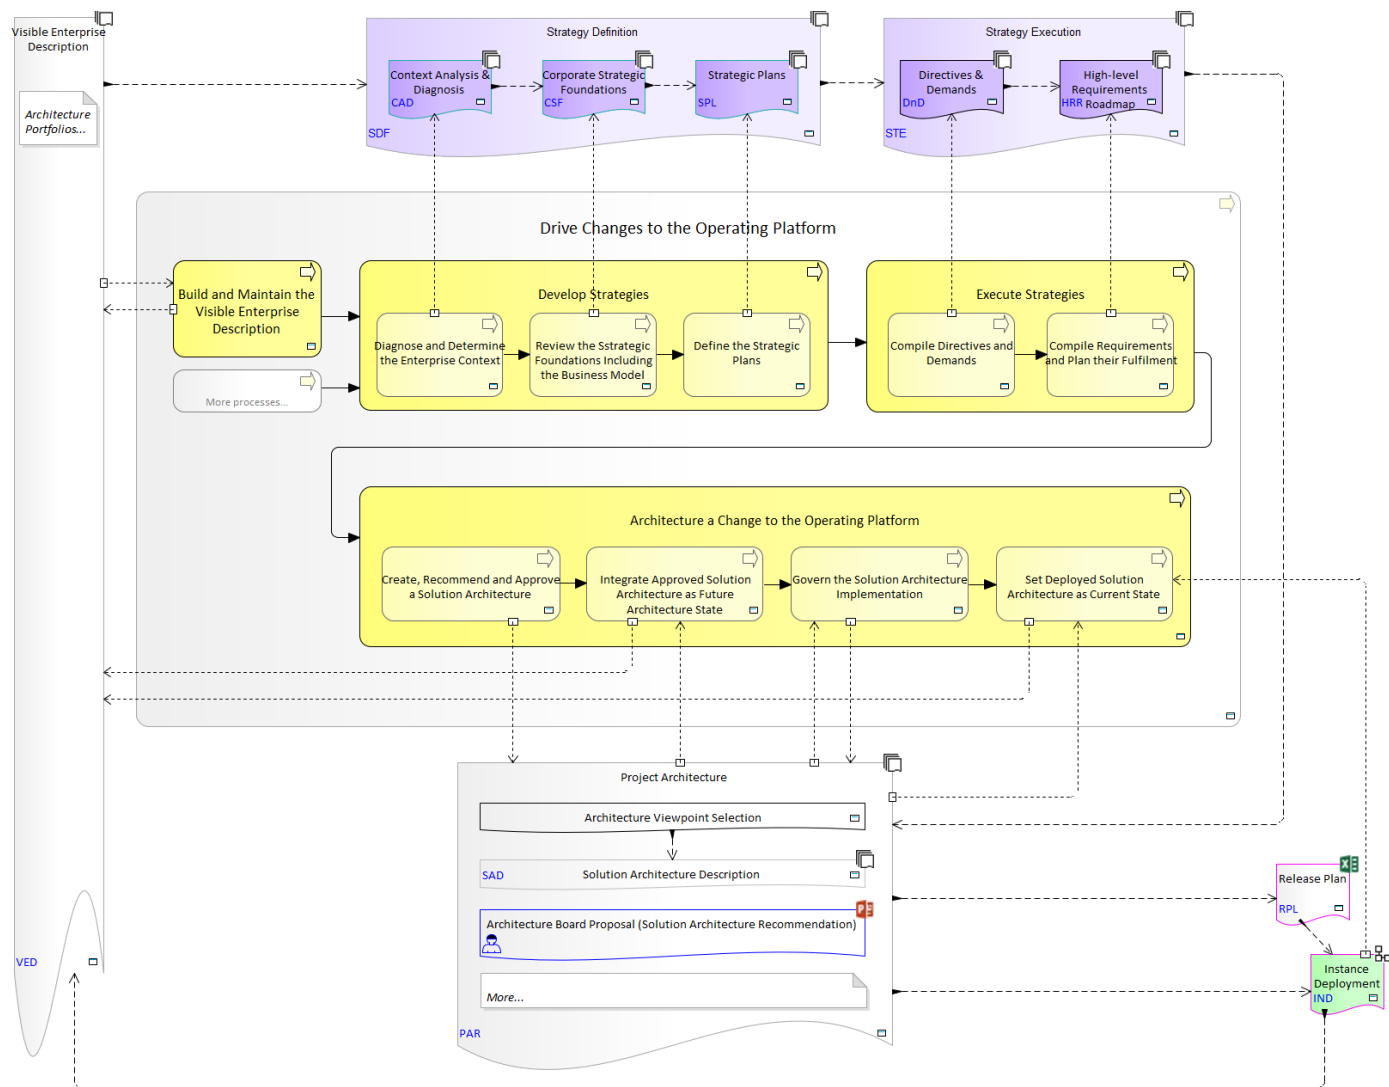 Visible Enterprise
Description
Architecture
Portfolios...
VED
Strategy Definition
Context Analysis &
Diagnosis
CAD
Corporate Strategic
Foundations
CSF
Strategic Plans
SPL
SDF
Strategy Execution
Directives &
Demands
DnD
High-level
Requirements
Roadmap
HRR
STE
Drive Changes to the Operating Platform
Build and Maintain the
Visible Enterprise
Description
More processes...
Develop Strategies
Diagnose and Determine
the Enterprise Context
Review the Sstrategic
Foundations Including
the Business Model
Define the Strategic
Plans
Execute Strategies
Compile Directives and
Demands
Compile Requirements
and Plan their Fulfilment
Architecture a Change to the Operating Platform
Create, Recommend and Approve
a Solution Architecture
Integrate Approved Solution
Architecture as Future
Architecture State
Govern the Solution Architecture
Implementation
Set Deployed Solution
Architecture as Current State
Project Architecture
Architecture Viewpoint Selection
SAD
Solution Architecture Description
Architecture Board Proposal (Solution Architecture Recommendation)
More...
PAR
Release Plan
RPL
Instance
Deployment
IND